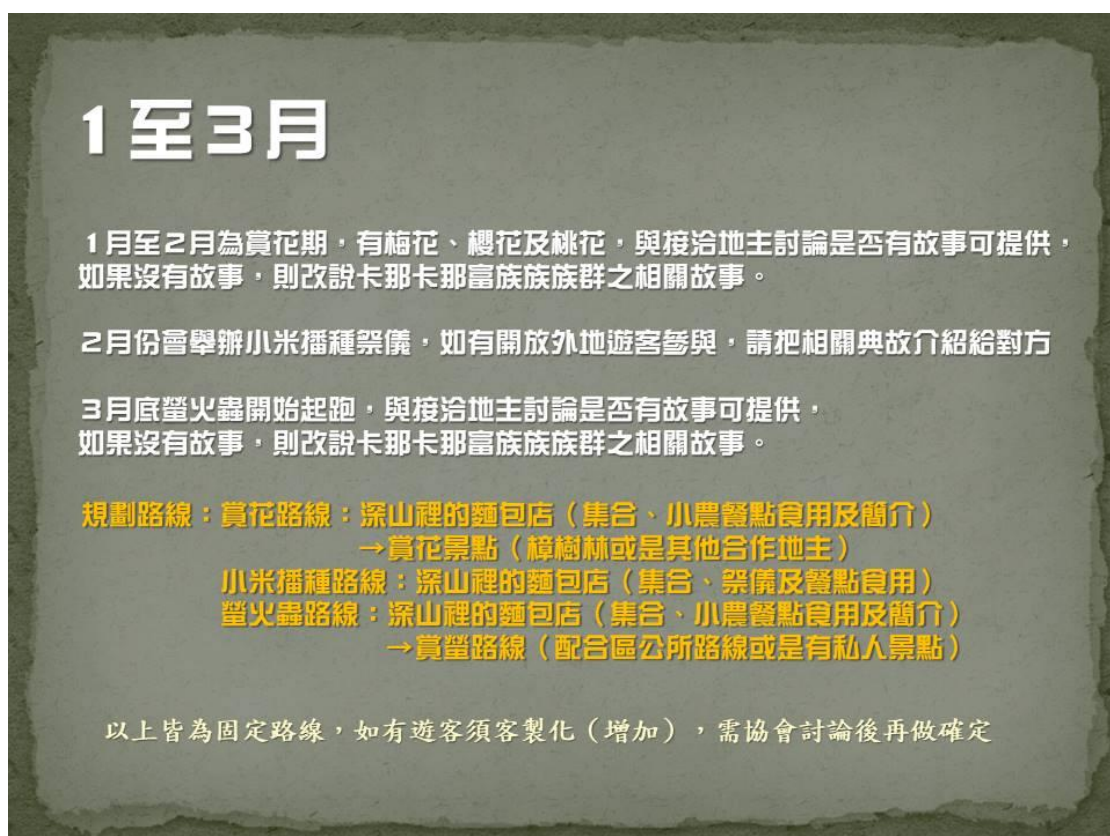 1至3月
1月至2月為賞花期，有梅花、櫻花及桃花，與接洽地主討論是否有故事可提供，
如果沒有故事，則改說卡那卡那富族族族群之相關故事。
2月份會舉辦小米播種祭儀，如有開放外地遊客參與，請把相關典故介紹給對方
3月底螢火蟲開始起跑，與接洽地主討論是否有故事可提供，
如果沒有故事，則改說卡那卡那富族族族群之相關故事。
規劃路線：賞花路線：深山裡的麵包店（集合、小農餐點食用及簡介）
→賞花景點（樟樹林或是其他合作地主）
小米播種路線：深山裡的麵包店（集合、祭儀及餐點食用）
螢火蟲路線：深山裡的麵包店（集合、小農餐點食用及簡介）
→賞螢路線（配合區公所路線或是有私人景點）
以上皆為固定路線，如有遊客須客製化（增加），需協會討論後再做確定